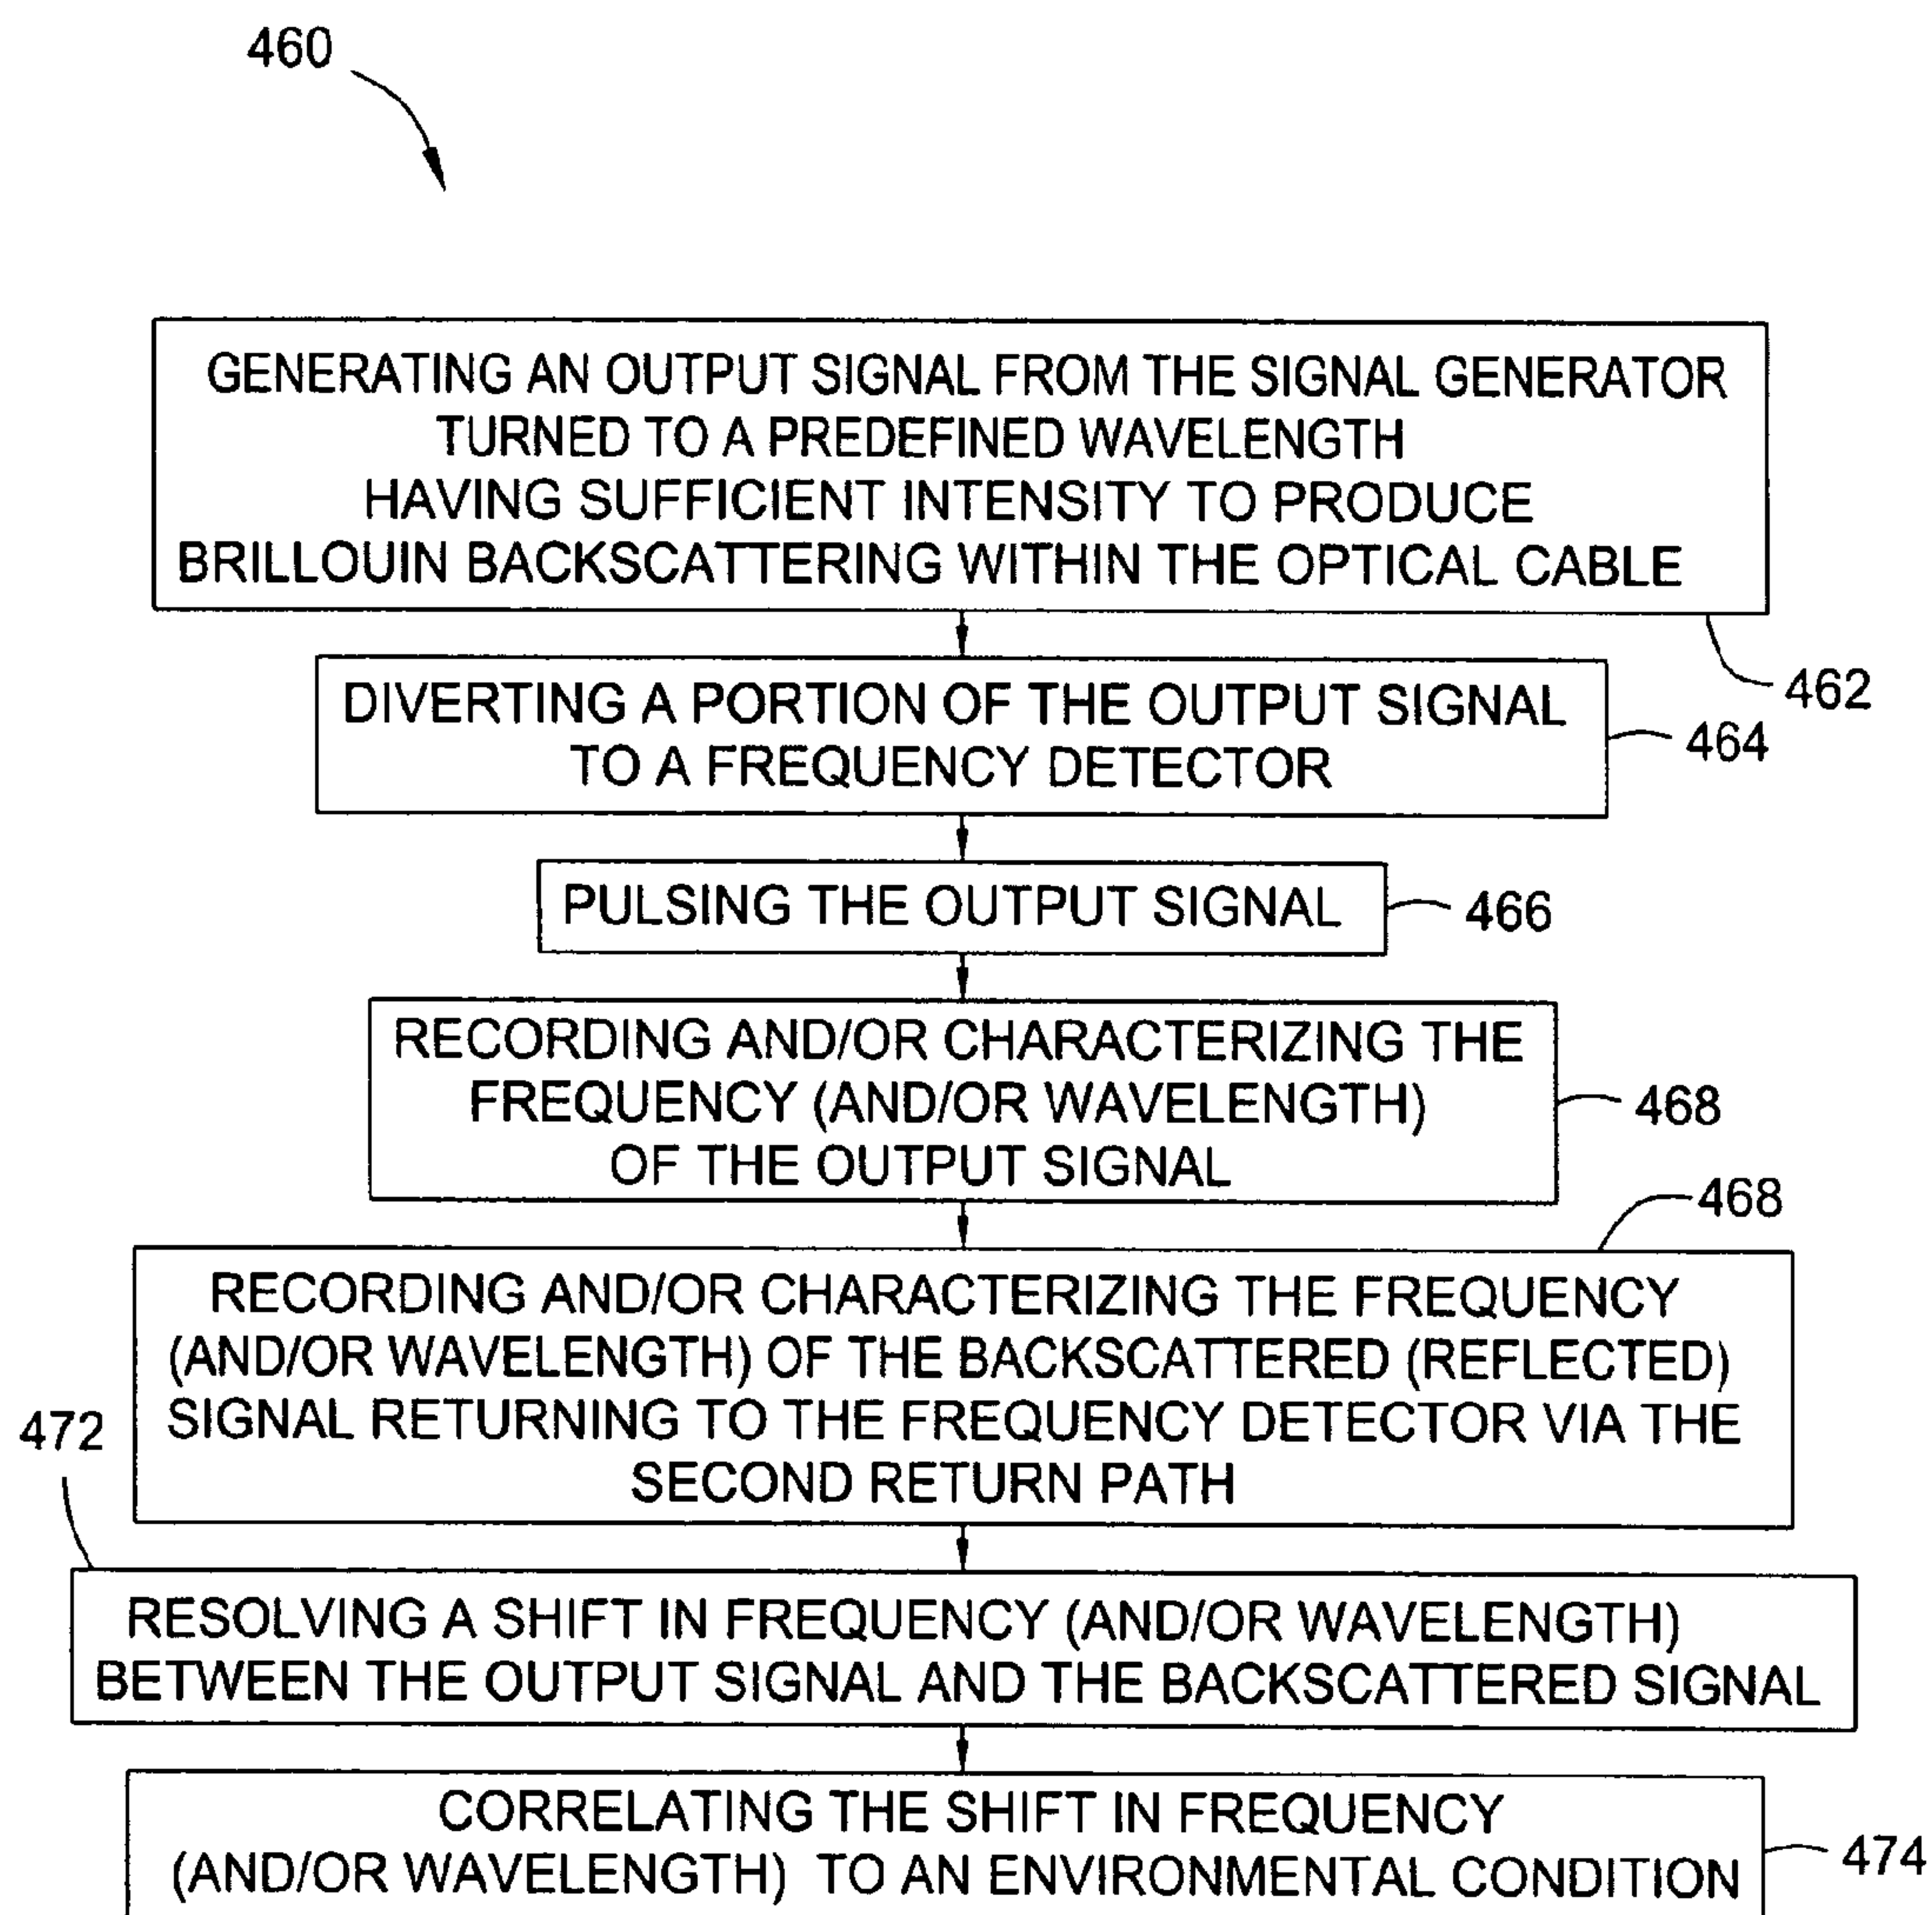 460
GENERATING AN OUTPUT SIGNAL FROM THE SIGNAL GENERATOR
TURNED TO A PREDEFINED WAVELENGTH
HAVING SUFFICIENT INTENSITY TO PRODUCE
BRILLOUIN BACKSCATTERING WITHIN THE OPTICAL CABLE
462
DIVERTING A PORTION OF THE OUTPUT SIGNAL
TO A FREQUENCY DETECTOR
464
PULSING THE OUTPUT SIGNAL
466
RECORDING AND/OR CHARACTERIZING THE
FREQUENCY (AND/OR WAVELENGTH)
OF THE OUTPUT SIGNAL
468
468
RECORDING AND/OR CHARACTERIZING THE FREQUENCY
(AND/OR WAVELENGTH) OF THE BACKSCATTERED (REFLECTED)
SIGNAL RETURNING TO THE FREQUENCY DETECTOR VIA THE
SECOND RETURN PATH
472
RESOLVING A SHIFT IN FREQUENCY (AND/OR WAVELENGTH)
BETWEEN THE OUTPUT SIGNAL AND THE BACKSCATTERED SIGNAL
CORRELATING THE SHIFT IN FREQUENCY
(AND/OR WAVELENGTH) TO AN ENVIRONMENTAL CONDITION
474